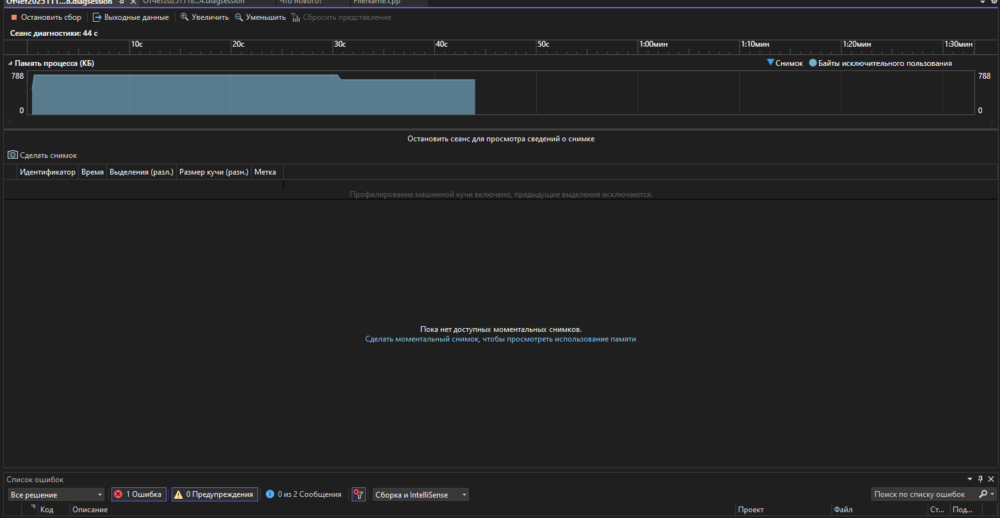 Отчет2025111...8.diagsession Отчет20251118...4.diagsession Что нового? FileName.cpp
Остановить сбор Выходные данные Увеличить Уменьшить Сбросить представление
Сеанс диагностики: 44 с
10с 20с 30с 40с 50с 1:00мин 1:10мин 1:20мин 1:30мин
Память процесса (КБ) Снимок Байты исключительного пользования
788 788
0 0
Остановить сеанс для просмотра сведений о снимке
Сделать снимок
Идентификатор Время Выделения (разл.) Размер кучи (разн.) Метка
Профилирование машинной кучи включено, предыдущие выделения исключаются.
Пока нет доступных моментальных снимков.
Сделать моментальный снимок, чтобы просмотреть использование памяти
Список ошибок
Все решение 1 Ошибка 0 Предупреждения 0 из 2 Сообщения Сборка и IntelliSense Поиск по списку ошибок
Код Описание Проект Файл Ст... Под...